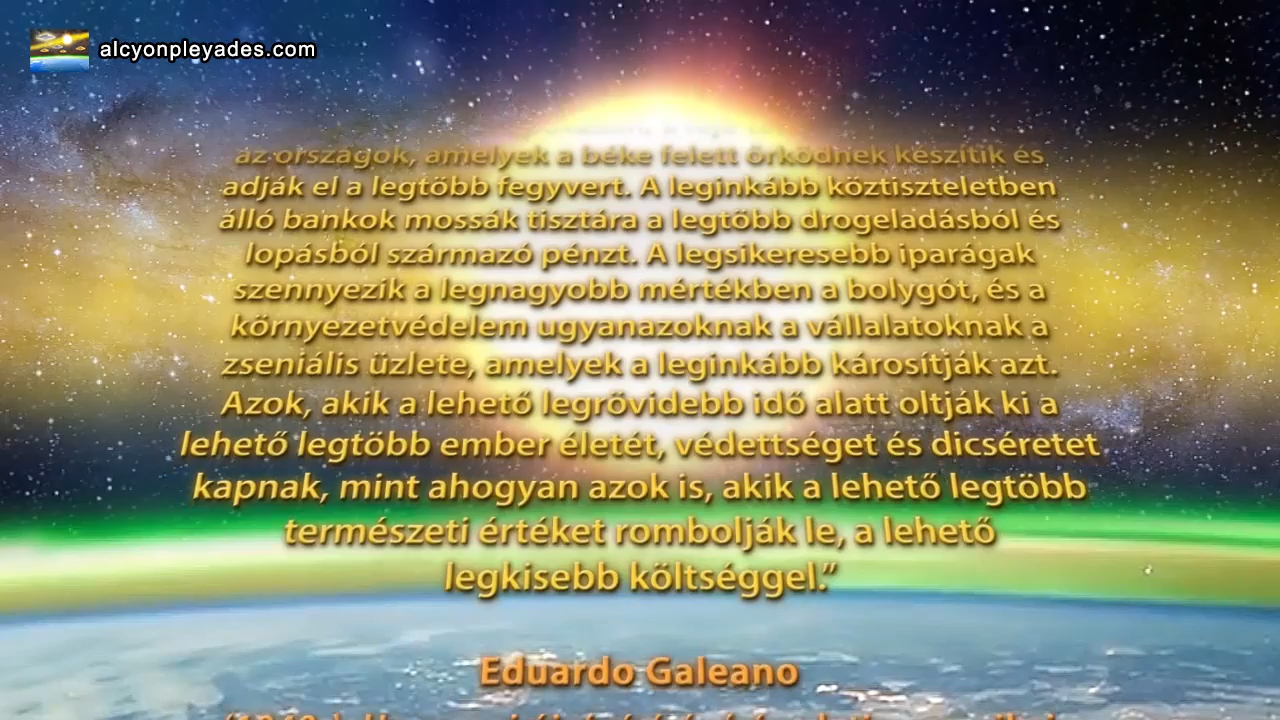 alcyonpleyades.com
az országok, amelyek a béke felett őrködnek készítik és
adják el a legtöbb fegyvert. A leginkább köztiszteletben
álló bankok mossák tisztára a legtöbb drogeladásból és
lopásból származó pénzt. A legsikeresebb iparágak
szennyezik a legnagyobb mértékben a bolygót, és a
környezetvédelem ugyanazoknak a vállalatoknak a
zseniális üzlete, amelyek a leginkább károsítják azt.
Azok, akik a lehető legrövidebb idő alatt oltják ki a
lehető legtöbb ember életét, védettséget és dicséretet
kapnak, mint ahogyan azok is, akik a lehető legtöbb
természeti értéket rombolják le, a lehető
legkisebb költséggel.”
Eduardo Galeano